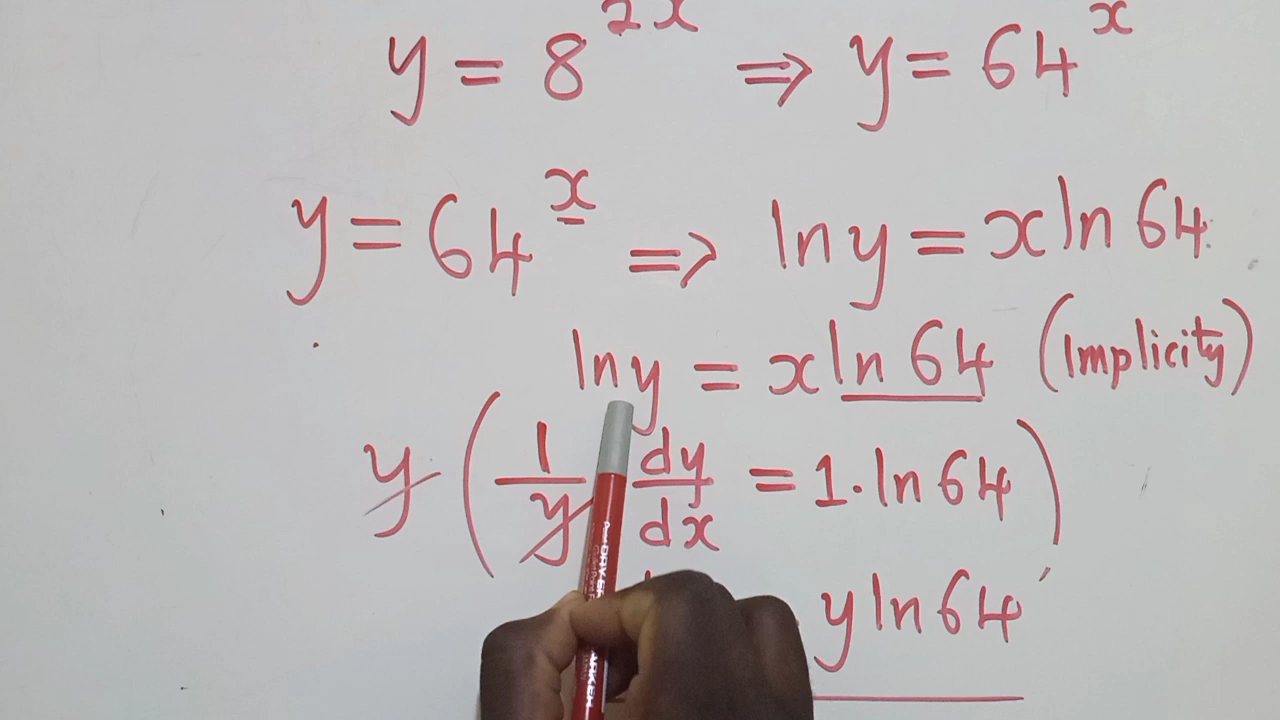 y = 8^{2x} ⇒ y = 64^x
y = 64^x ⇒ ln y = x ln 64
ln y = x ln 64 (Implicity)
y ( 1/y dy/dx = 1 · ln 64 )
y ln 64